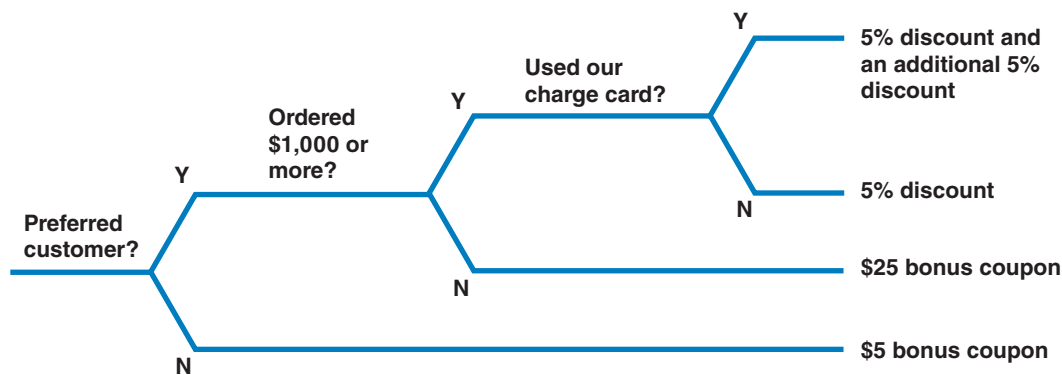 Preferred
customer?
Y
N
Ordered
$1,000 or
more?
Y
N
Used our
charge card?
Y
N
5% discount and
an additional 5%
discount
5% discount
$25 bonus coupon
$5 bonus coupon